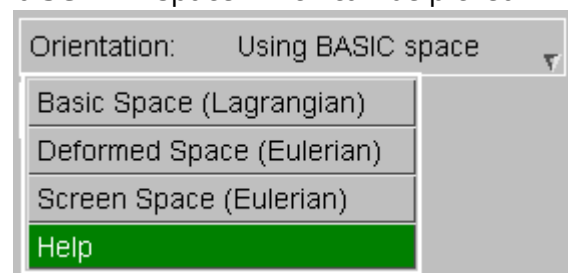 Orientation: Using BASIC space
Basic Space (Lagrangian)
Deformed Space (Eulerian)
Screen Space (Eulerian)
Help